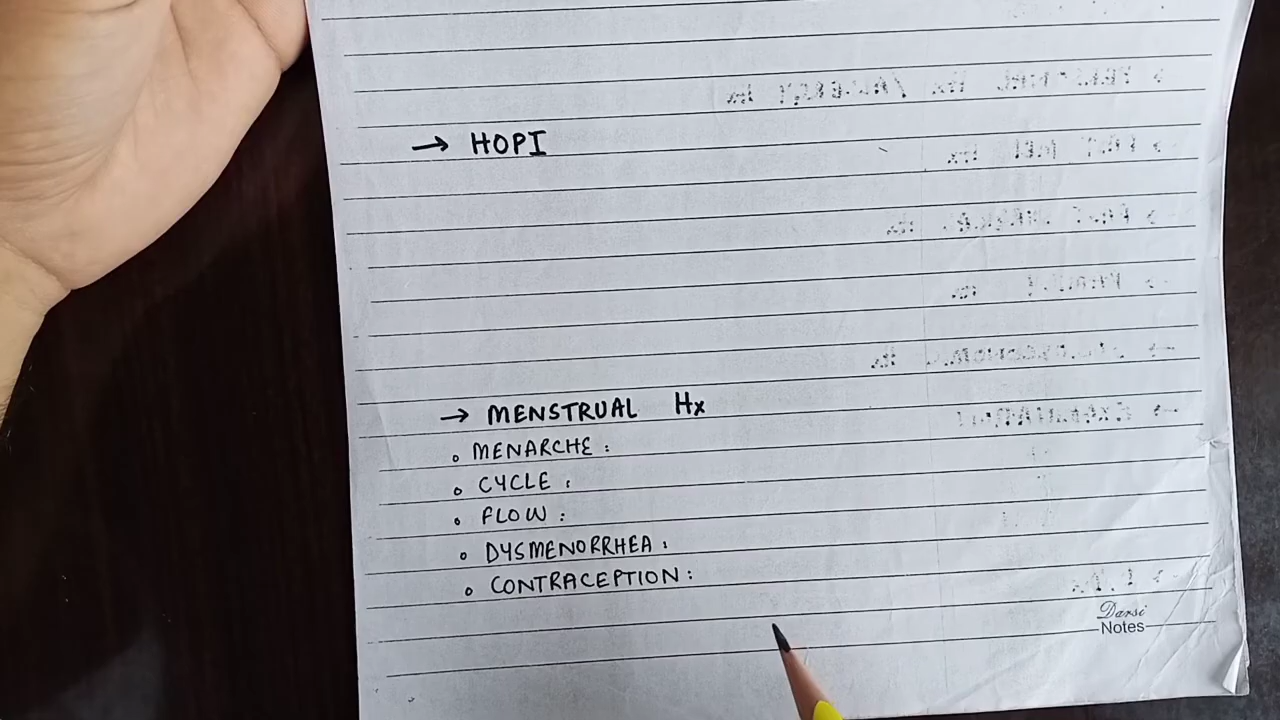 → HOPI
→ MENSTRUAL Hx
∘ MENARCHE :
∘ CYCLE :
∘ FLOW :
∘ DYSMENORRHEA :
∘ CONTRACEPTION :
Darsi
Notes